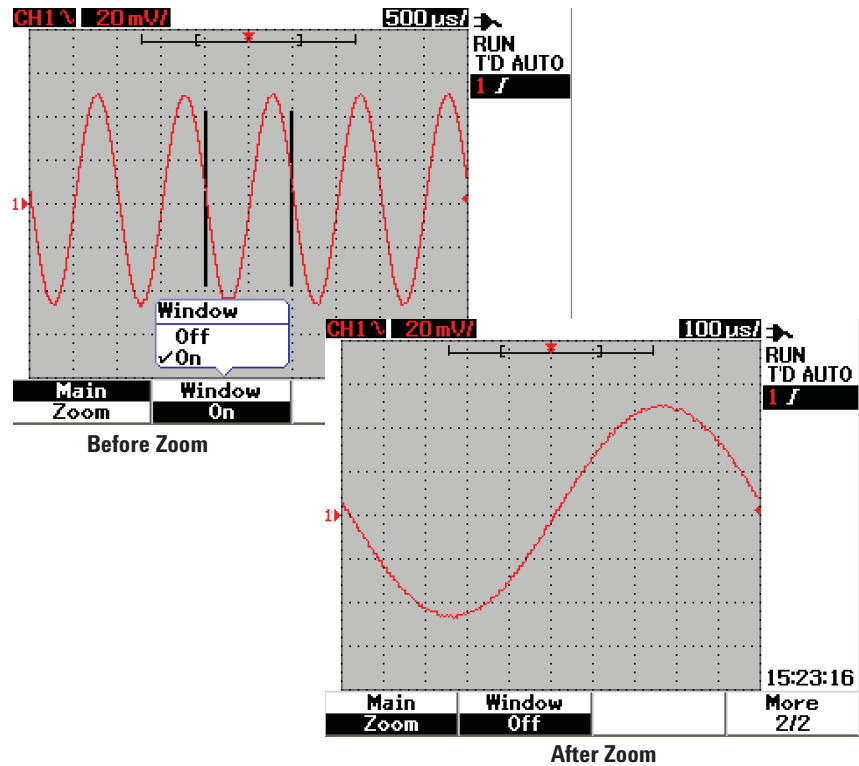 CH1 ∿ 20 mV/ 500 µs/
RUN
T'D AUTO
1
1
Window
Off
✓On
Main Window
Zoom On
Before Zoom
CH1 ∿ 20 mV/ 100 µs/
RUN
T'D AUTO
1
1
15:23:16
Main Window More
Zoom Off 2/2
After Zoom